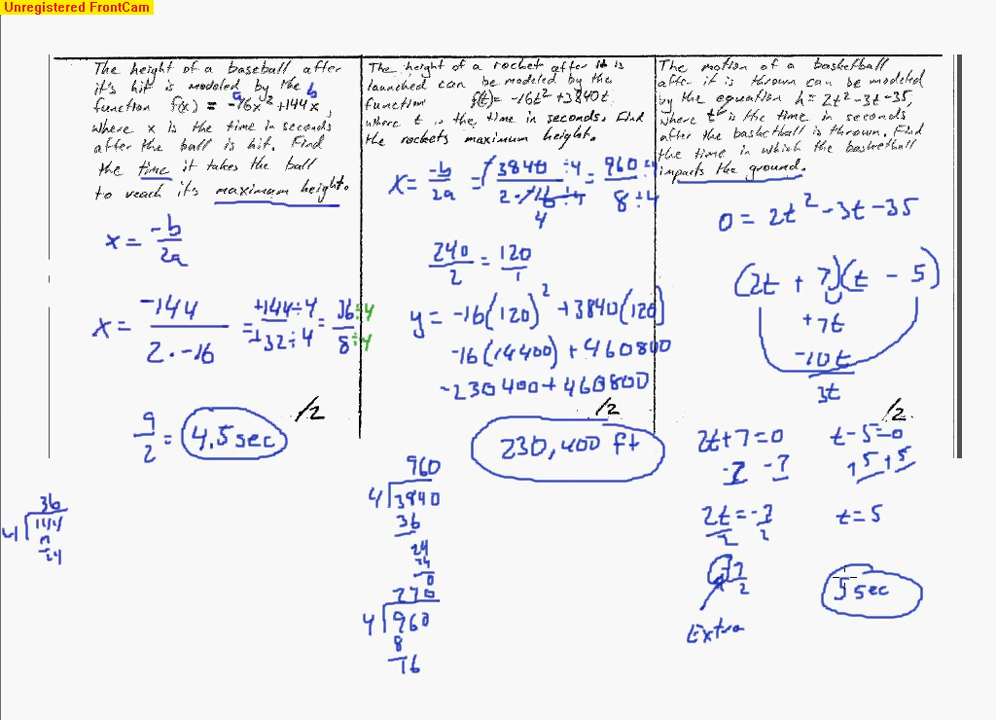 Unregistered FrontCam
The height of a baseball after
it's hit is modeled by the
a b
function f(x) = -16x² + 144x,
where x is the time in seconds
after the ball is hit. Find
the time it takes the ball
to reach its maximum height.
x = -b/2a
x = -144/2·-16 = +144÷4/+32÷4 = 36÷4/8÷4
9/2 = 4.5 sec
/2
36
4)144
24
The height of a rocket after it is
launched can be modeled by the
function f(t) = -16t² + 3840t
where t is the time in seconds. Find
the rockets maximum height.
x = -b/2a = -3840÷4/2·-16÷4 = 960÷4/8÷4
4
240/2 = 120/1
y = -16(120)² + 3840(120)
-16(14400) + 460800
-230400 + 460800
/2
230,400 ft
960
4)3840
36
24
24
0
240
4)960
8
16
The motion of a basketball
after it is thrown can be modeled
by the equation h = 2t² - 3t - 35,
where t is the time in seconds
after the basketball is thrown. Find
the time in which the basketball
impacts the ground.
0 = 2t² - 3t - 35
(2t + 7)(t - 5)
+7t
-10t
3t
/2
2t + 7 = 0 t - 5 = 0
-7 -7 +5 +5
2t = -7 t = 5
2 2
-7/2 5 sec
Extra